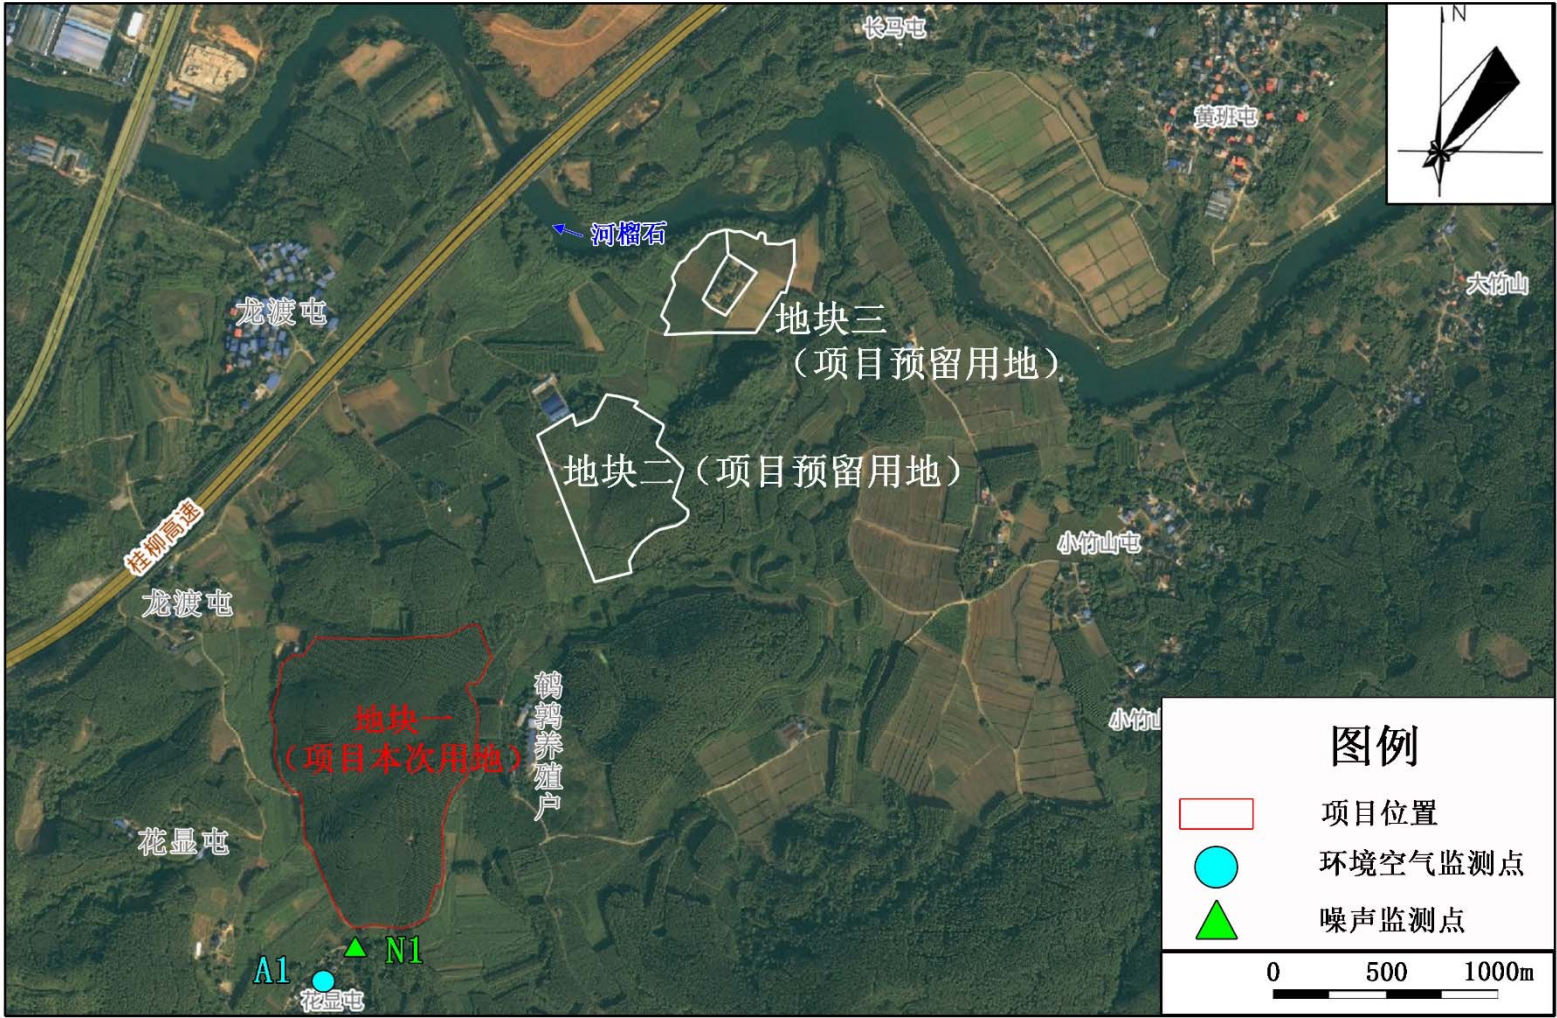 长马屯
N
黄班屯
河榴石
大竹山
龙渡屯
地块三
（项目预留用地）
地块二（项目预留用地）
桂柳高速
小竹山屯
龙渡屯
鹌鹑养殖户
小竹山
地块一
（项目本次用地）
花显屯
A1
N1
花显屯
图例
项目位置
环境空气监测点
噪声监测点
0 500 1000m